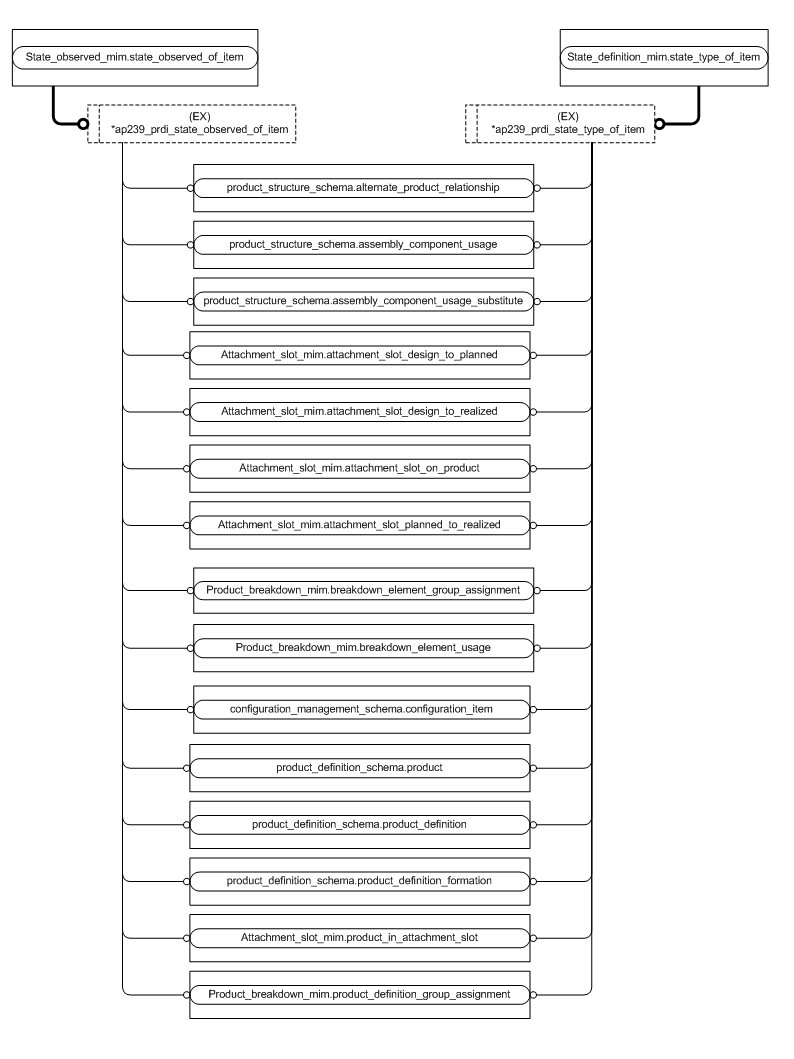 State_observed_mim.state_observed_of_item
State_definition_mim.state_type_of_item
(EX)
*ap239_prdi_state_observed_of_item
(EX)
*ap239_prdi_state_type_of_item
product_structure_schema.alternate_product_relationship
product_structure_schema.assembly_component_usage
product_structure_schema.assembly_component_usage_substitute
Attachment_slot_mim.attachment_slot_design_to_planned
Attachment_slot_mim.attachment_slot_design_to_realized
Attachment_slot_mim.attachment_slot_on_product
Attachment_slot_mim.attachment_slot_planned_to_realized
Product_breakdown_mim.breakdown_element_group_assignment
Product_breakdown_mim.breakdown_element_usage
configuration_management_schema.configuration_item
product_definition_schema.product
product_definition_schema.product_definition
product_definition_schema.product_definition_formation
Attachment_slot_mim.product_in_attachment_slot
Product_breakdown_mim.product_definition_group_assignment